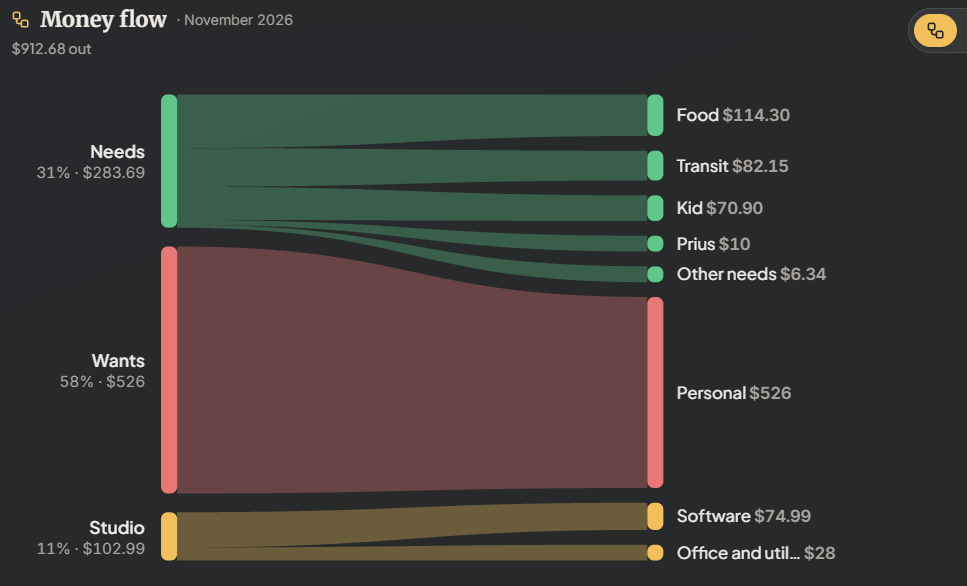 Money flow · November 2026
$912.68 out
Needs
31% · $283.69
Wants
58% · $526
Studio
11% · $102.99
Food $114.30
Transit $82.15
Kid $70.90
Prius $10
Other needs $6.34
Personal $526
Software $74.99
Office and util... $28